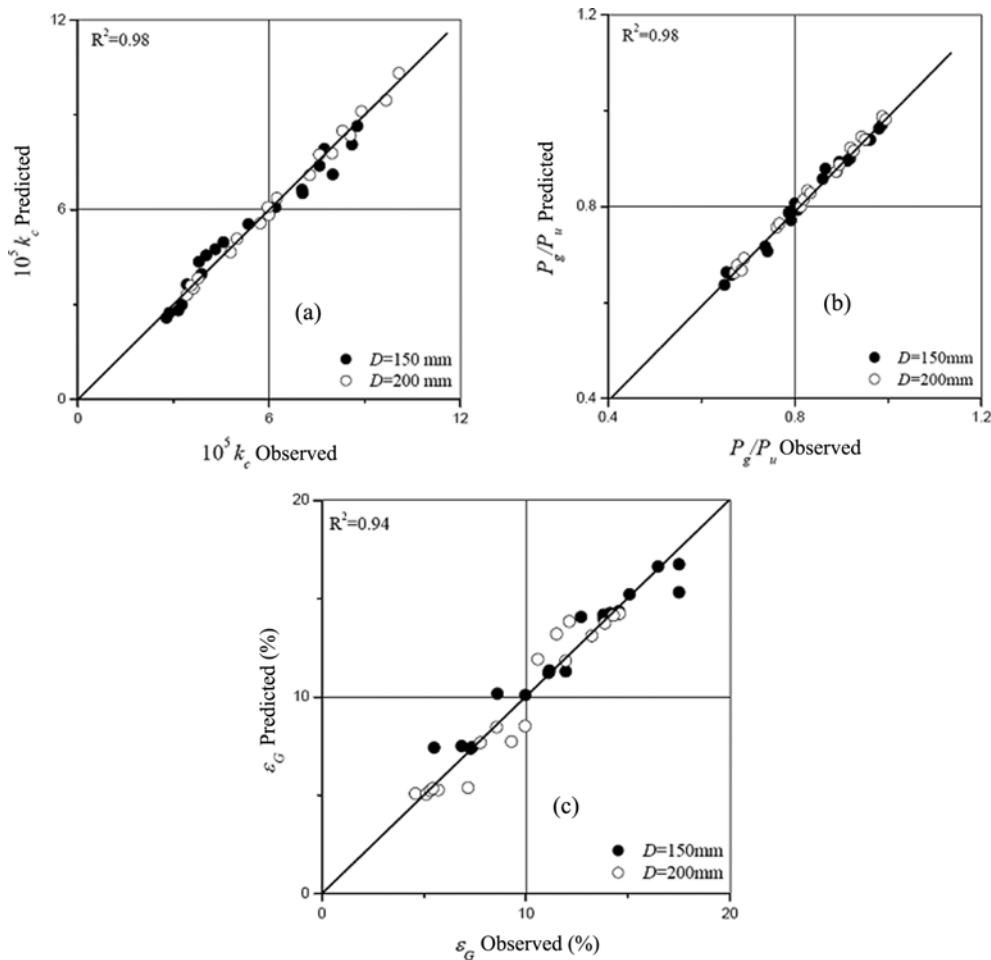 12
R²=0.98
10⁵ k_c Predicted
6
(a)
D=150 mm
D=200 mm
0
0
6
12
10⁵ k_c Observed
1.2
R²=0.98
P_g/P_u Predicted
0.8
(b)
D=150mm
D=200mm
0.4
0.4
0.8
1.2
P_g/P_u Observed
20
R²=0.94
ε_G Predicted (%)
10
(c)
D=150mm
D=200mm
0
0
10
20
ε_G Observed (%)